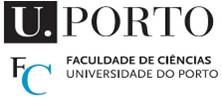 U. PORTO
FC FACULDADE DE CIÊNCIAS
UNIVERSIDADE DO PORTO